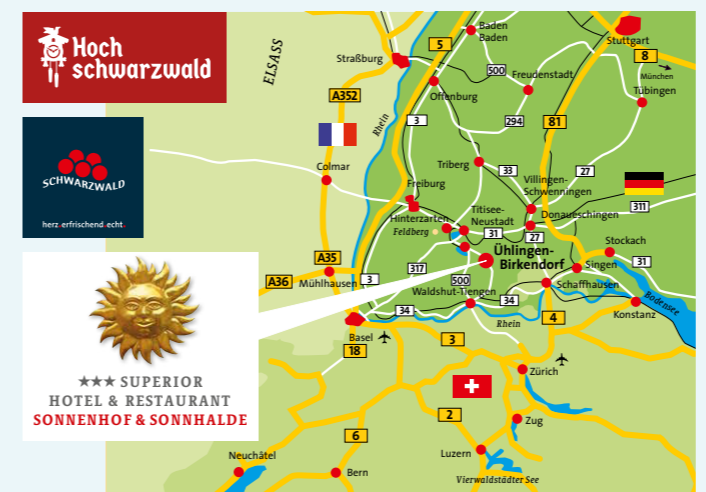 Hoch
schwarzwald
SCHWARZWALD
herz.erfrischend.echt.
★★★ SUPERIOR
HOTEL & RESTAURANT
SONNENHOF & SONNHALDE
ELSASS
Baden
Baden
Stuttgart
5
8
München
Straßburg
500
Freudenstadt
Tübingen
A352
Offenburg
Rhein
3
294
81
Colmar
Triberg
33
27
Freiburg
Villingen-
Schwenningen
311
Hinterzarten
Titisee-
Neustadt
Donaueschingen
Feldberg
31
27
Stockach
Ühlingen-
Birkendorf
31
A35
317
Singen
A36
Mühlhausen
3
500
Waldshut-Tiengen
Schaffhausen
Bodensee
34
34
Konstanz
Rhein
4
Basel
3
18
Zürich
2
Zug
6
Luzern
Neuchâtel
Bern
Vierwaldstädter See